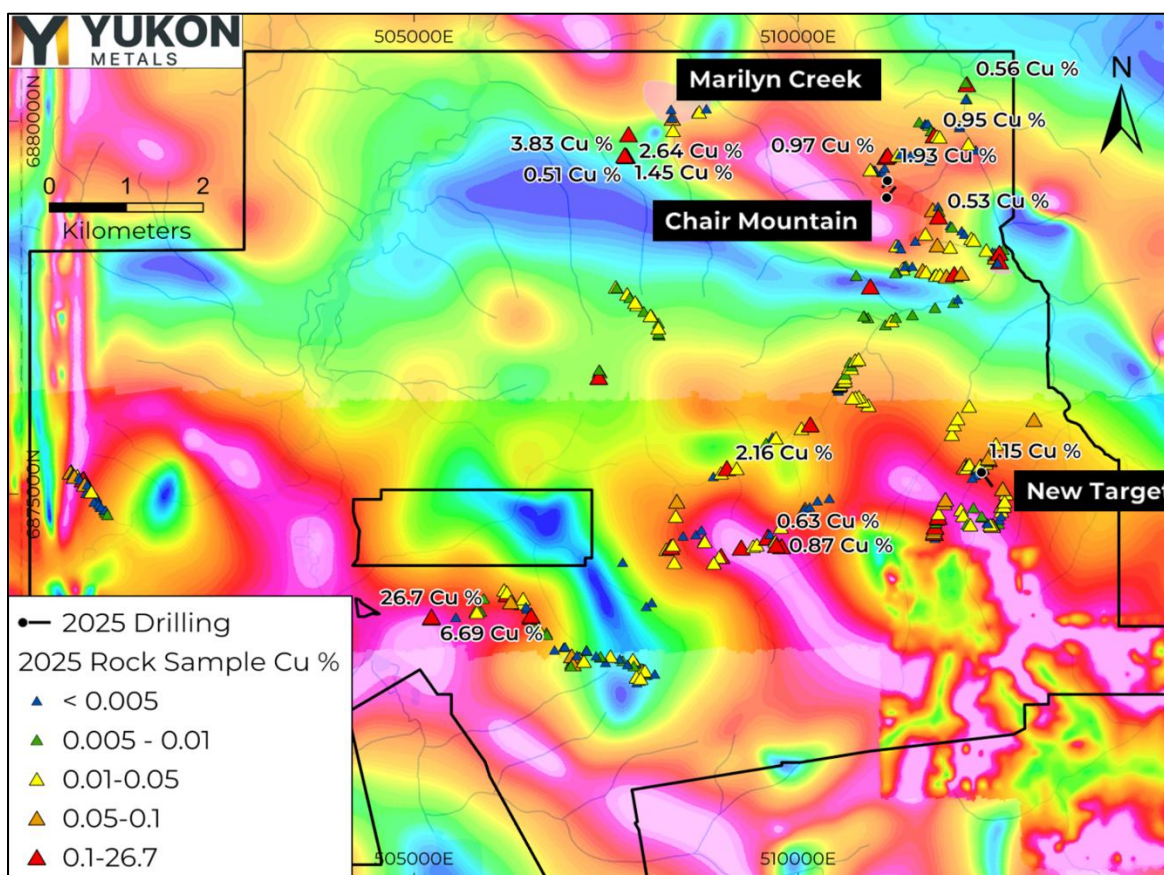 YUKON
METALS
505000E
510000E
N
6880000N
0
1
2
Kilometers
Marilyn Creek
0.56 Cu %
0.95 Cu %
3.83 Cu %
2.64 Cu %
0.97 Cu %
1.93 Cu %
0.51 Cu %
1.45 Cu %
0.53 Cu %
Chair Mountain
2.16 Cu %
1.15 Cu %
6875000N
New Target
0.63 Cu %
0.87 Cu %
26.7 Cu %
6.69 Cu %
2025 Drilling
2025 Rock Sample Cu %
< 0.005
0.005 - 0.01
0.01-0.05
0.05-0.1
0.1-26.7
505000E
510000E